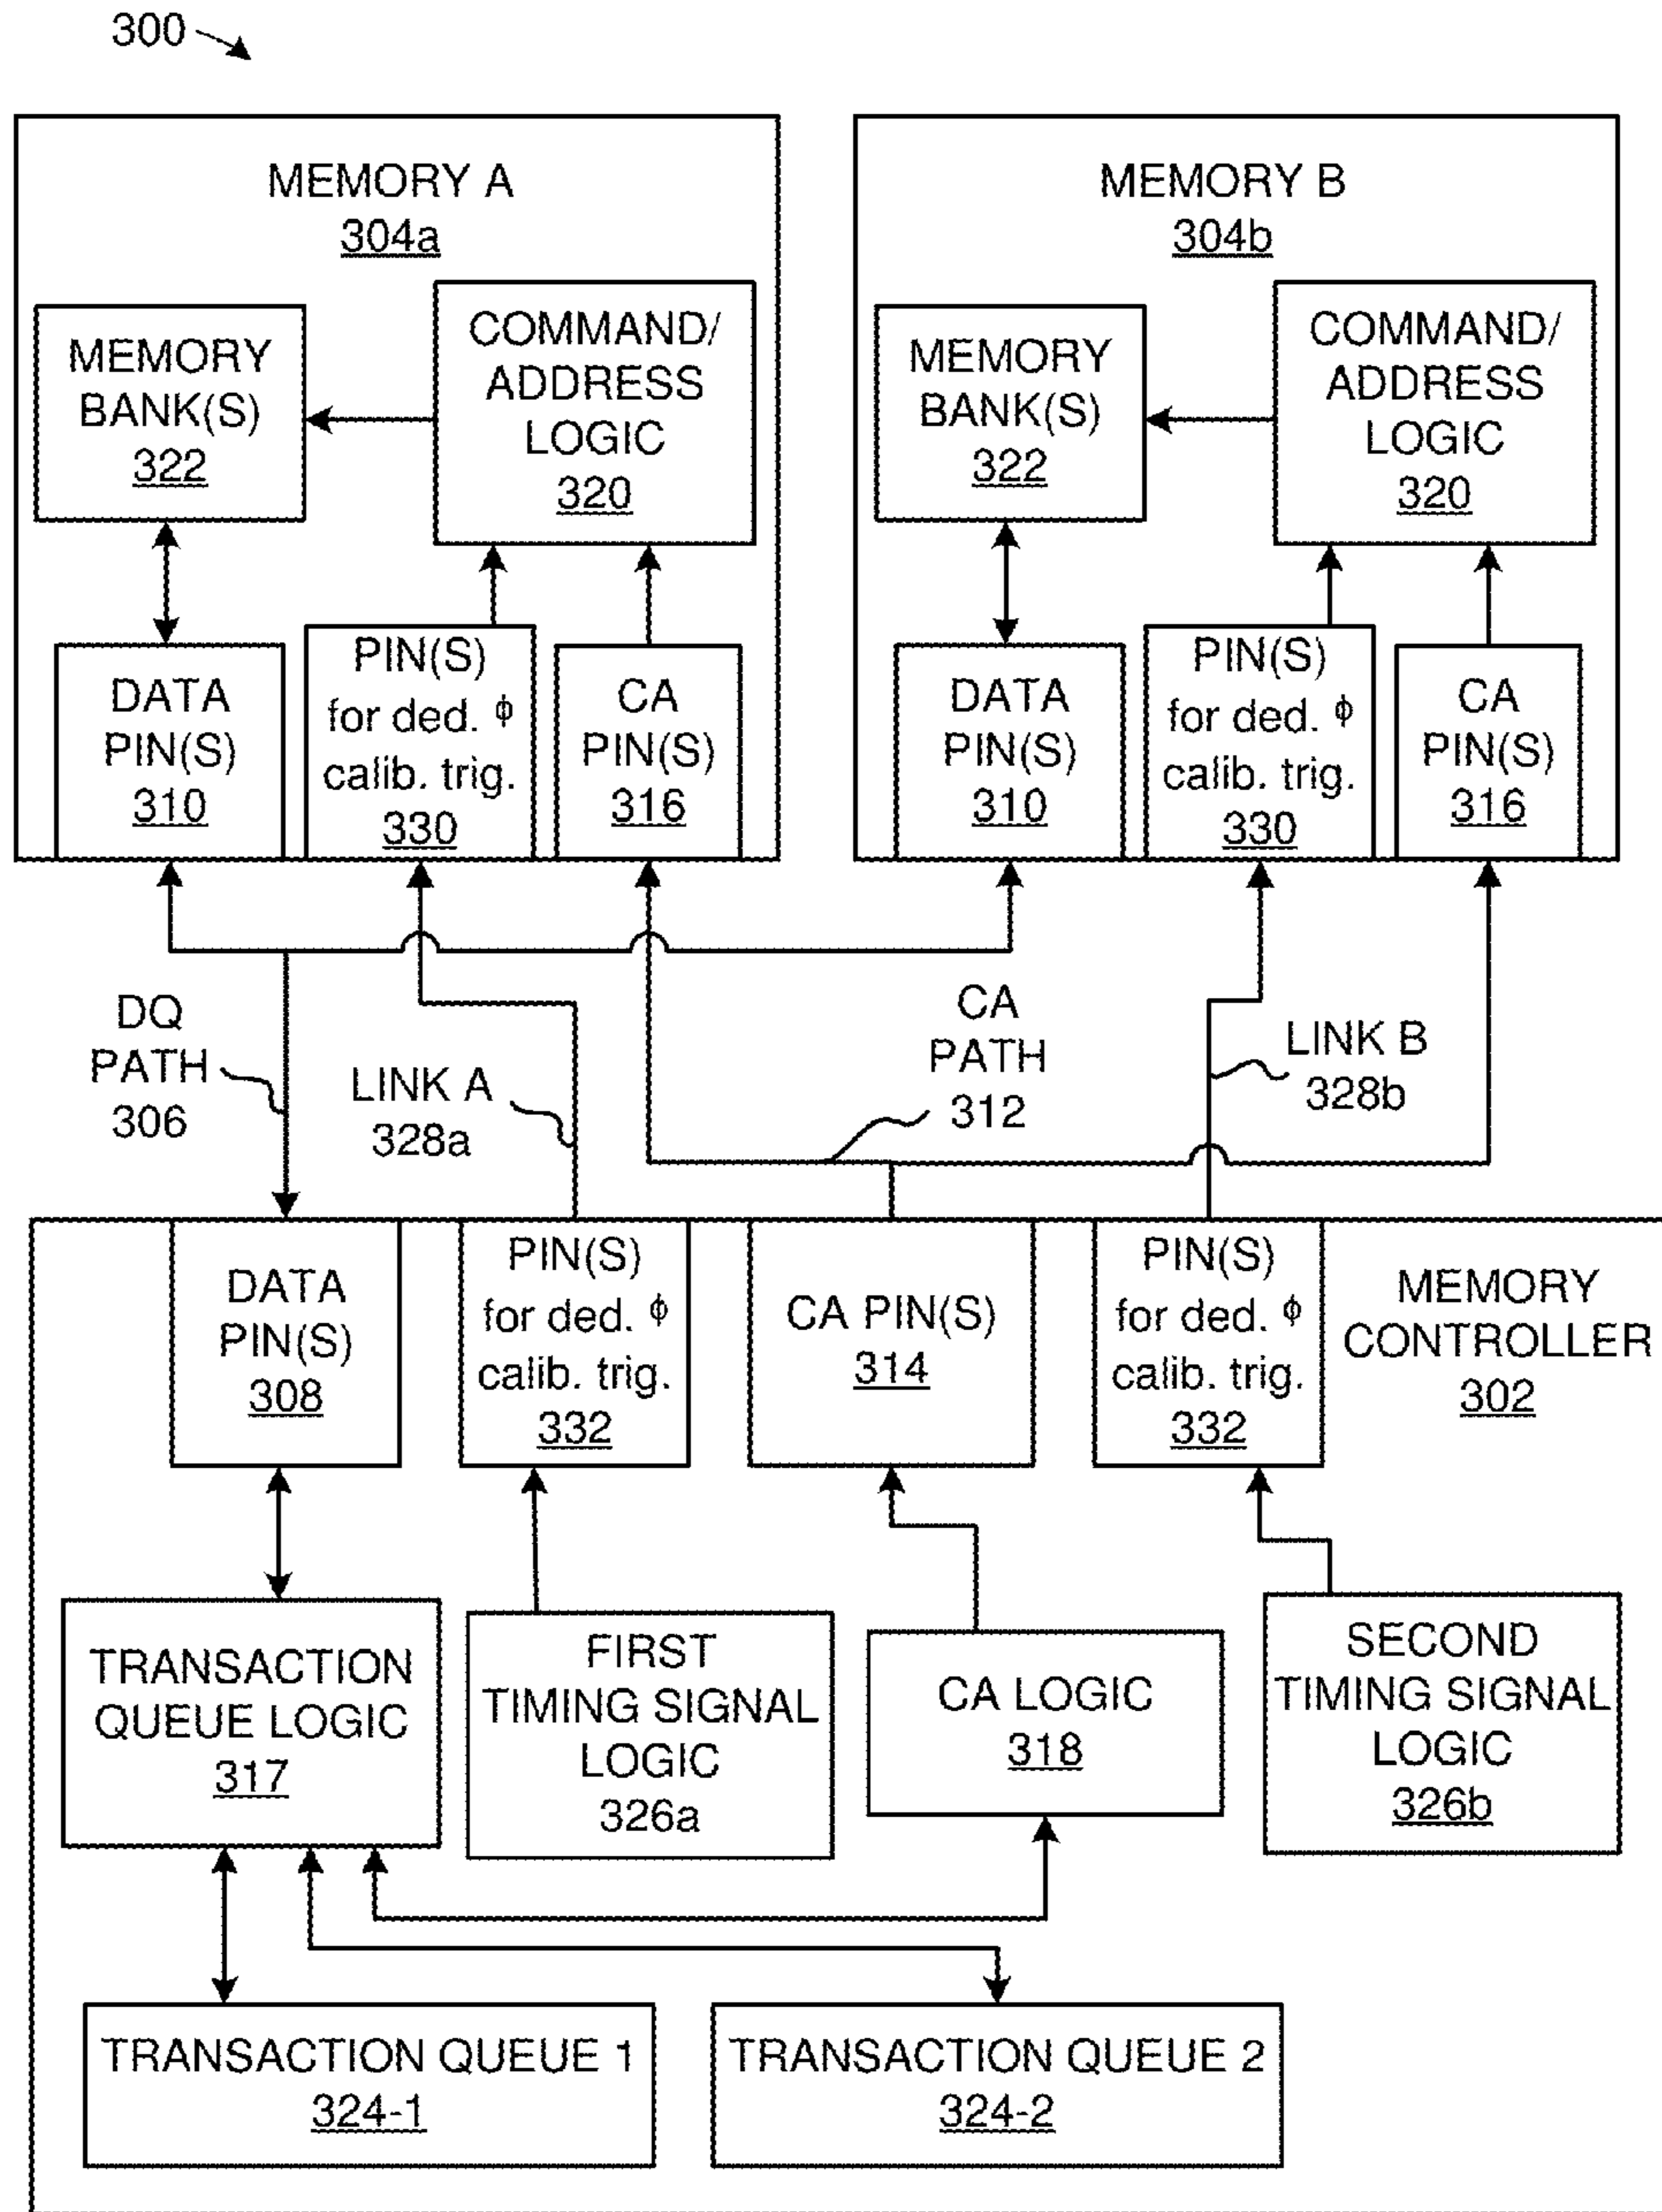 300
MEMORY A
304a
MEMORY
BANK(S)
322
COMMAND/
ADDRESS
LOGIC
320
DATA
PIN(S)
310
PIN(S)
for ded. ϕ
calib. trig.
330
CA
PIN(S)
316
MEMORY B
304b
MEMORY
BANK(S)
322
COMMAND/
ADDRESS
LOGIC
320
DATA
PIN(S)
310
PIN(S)
for ded. ϕ
calib. trig.
330
CA
PIN(S)
316
DQ
PATH
306
LINK A
328a
CA
PATH
312
LINK B
328b
DATA
PIN(S)
308
PIN(S)
for ded. ϕ
calib. trig.
332
CA PIN(S)
314
PIN(S)
for ded. ϕ
calib. trig.
332
MEMORY
CONTROLLER
302
TRANSACTION
QUEUE LOGIC
317
FIRST
TIMING SIGNAL
LOGIC
326a
CA LOGIC
318
SECOND
TIMING SIGNAL
LOGIC
326b
TRANSACTION QUEUE 1
324-1
TRANSACTION QUEUE 2
324-2